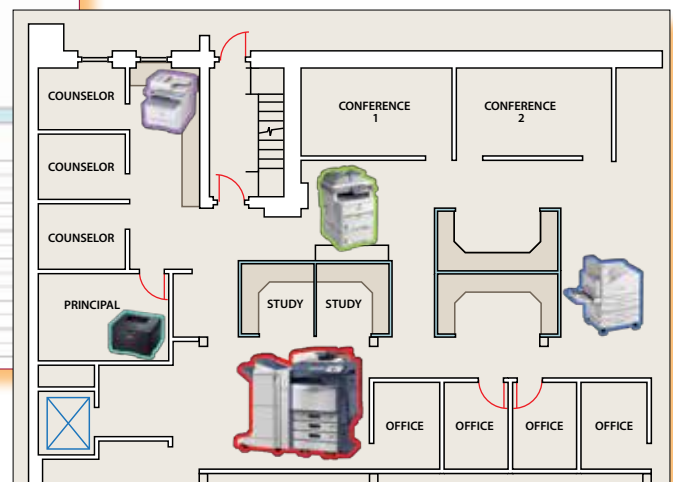 COUNSELOR
CONFERENCE
1
CONFERENCE
2
COUNSELOR
COUNSELOR
PRINCIPAL
STUDY
STUDY
OFFICE
OFFICE
OFFICE
OFFICE